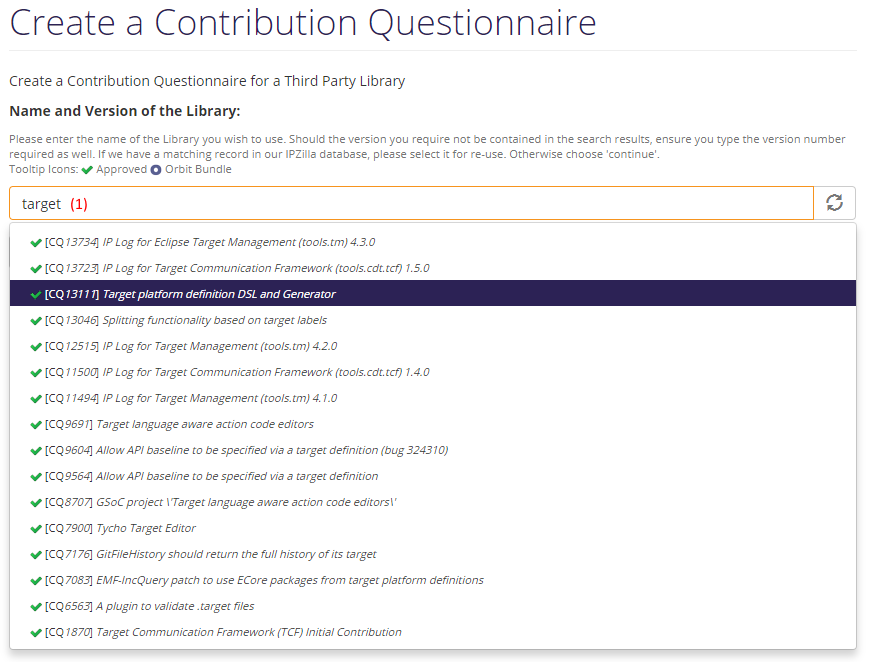 Create a Contribution Questionnaire
Create a Contribution Questionnaire for a Third Party Library
Name and Version of the Library:
Please enter the name of the Library you wish to use. Should the version you require not be contained in the search results, ensure you type the version number
required as well. If we have a matching record in our IPZilla database, please select it for re-use. Otherwise choose 'continue'.
Tooltip Icons: Approved Orbit Bundle
target (1)
[CQ13734] IP Log for Eclipse Target Management (tools.tm) 4.3.0
[CQ13723] IP Log for Target Communication Framework (tools.cdt.tcf) 1.5.0
[CQ13111] Target platform definition DSL and Generator
[CQ13046] Splitting functionality based on target labels
[CQ12515] IP Log for Target Management (tools.tm) 4.2.0
[CQ11500] IP Log for Target Communication Framework (tools.cdt.tcf) 1.4.0
[CQ11494] IP Log for Target Management (tools.tm) 4.1.0
[CQ9691] Target language aware action code editors
[CQ9604] Allow API baseline to be specified via a target definition (bug 324310)
[CQ9564] Allow API baseline to be specified via a target definition
[CQ8707] GSoC project \'Target language aware action code editors\'
[CQ7900] Tycho Target Editor
[CQ7176] GitFileHistory should return the full history of its target
[CQ7083] EMF-IncQuery patch to use ECore packages from target platform definitions
[CQ6563] A plugin to validate .target files
[CQ1870] Target Communication Framework (TCF) Initial Contribution